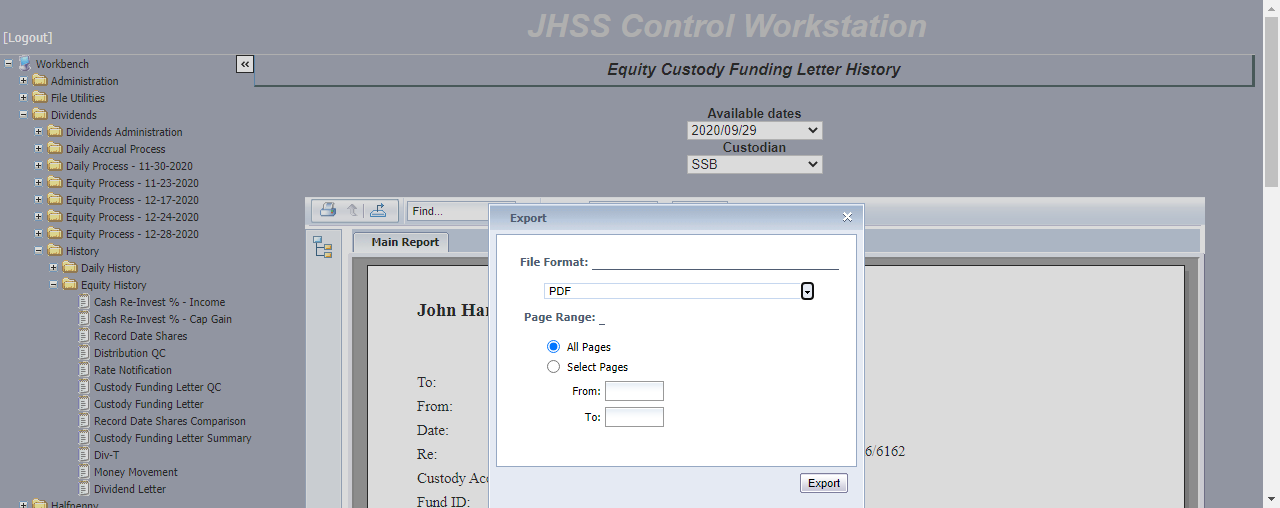 JHSS Control Workstation
[Logout]
Workbench
Administration
File Utilities
Dividends
Dividends Administration
Daily Accrual Process
Daily Process - 11-30-2020
Equity Process - 11-23-2020
Equity Process - 12-17-2020
Equity Process - 12-24-2020
Equity Process - 12-28-2020
History
Daily History
Equity History
Cash Re-Invest % - Income
Cash Re-Invest % - Cap Gain
Record Date Shares
Distribution QC
Rate Notification
Custody Funding Letter QC
Custody Funding Letter
Record Date Shares Comparison
Custody Funding Letter Summary
Div-T
Money Movement
Dividend Letter
Halfpenny
Equity Custody Funding Letter History
Available dates
2020/09/29
Custodian
SSB
Find...
Main Report
John Ha
To:
From:
Date:
Re:
6/6162
Custody Acc
Fund ID:
Export
File Format:
PDF
Page Range:
All Pages
Select Pages
From:
To:
Export